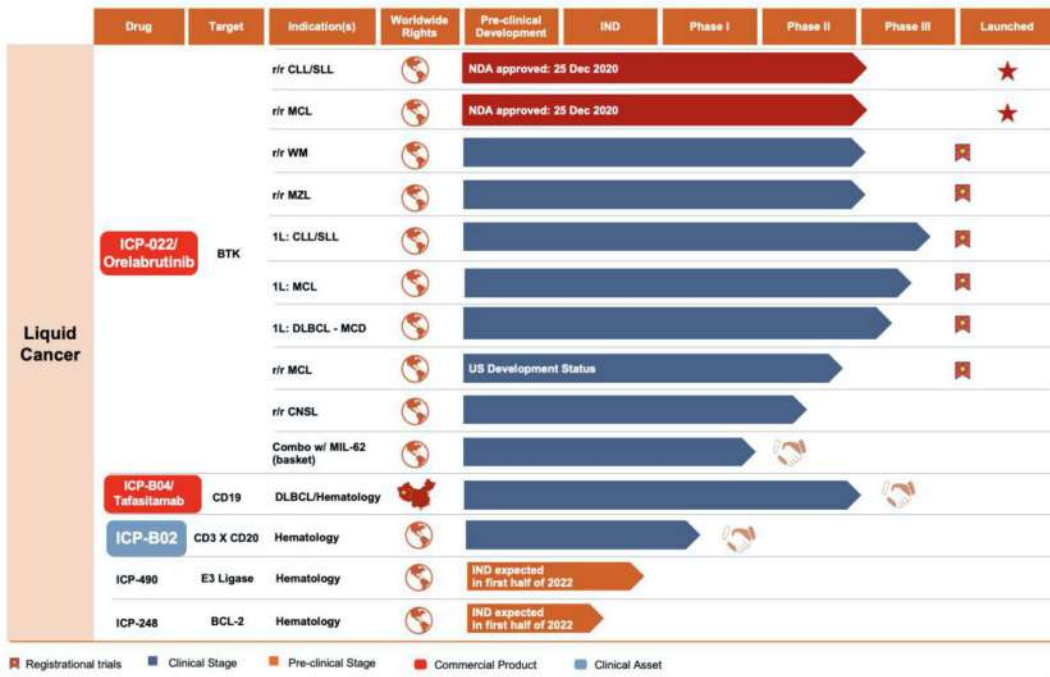 Drug Target Indication(s) Worldwide Rights Pre-clinical Development IND Phase I Phase II Phase III Launched
Liquid Cancer
ICP-022/
Orelabrutinib
BTK
r/r CLL/SLL NDA approved: 25 Dec 2020
r/r MCL NDA approved: 25 Dec 2020
r/r WM
r/r MZL
1L: CLL/SLL
1L: MCL
1L: DLBCL - MCD
r/r MCL US Development Status
r/r CNSL
Combo w/ MIL-62
(basket)
ICP-B04/
Tafasitamab
CD19 DLBCL/Hematology
ICP-B02 CD3 X CD20 Hematology
ICP-490 E3 Ligase Hematology IND expected
in first half of 2022
ICP-248 BCL-2 Hematology IND expected
in first half of 2022
Registrational trials Clinical Stage Pre-clinical Stage Commercial Product Clinical Asset